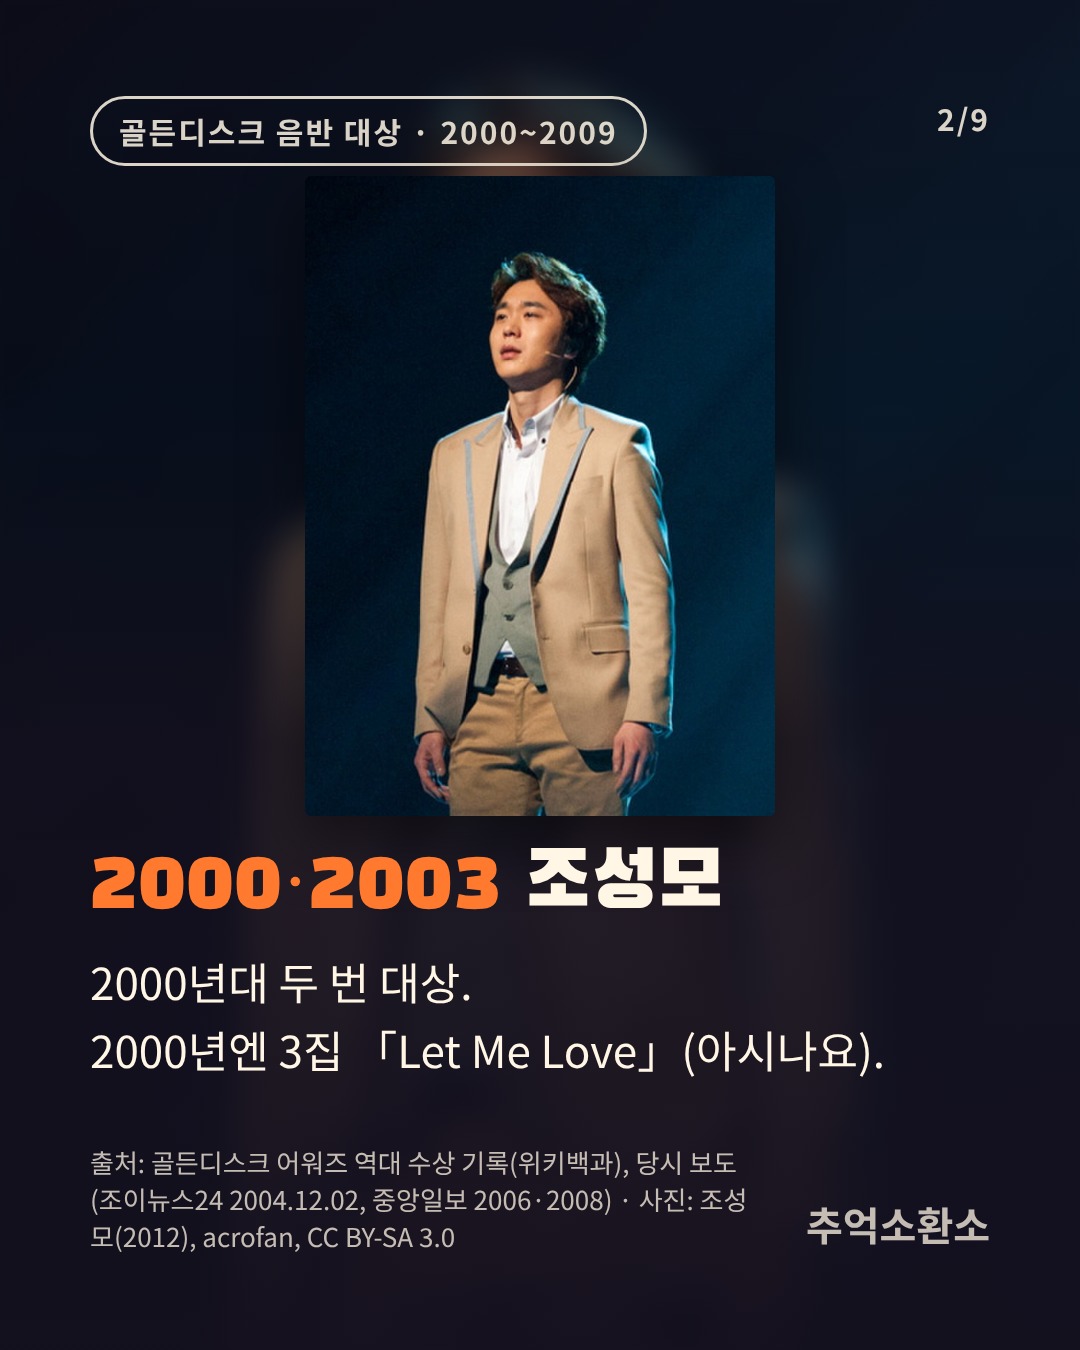 골든디스크 음반 대상 · 2000~2009
2/9
2000·2003 조성모
2000년대 두 번 대상.
2000년엔 3집 「Let Me Love」(아시나요).
출처: 골든디스크 어워즈 역대 수상 기록(위키백과), 당시 보도
(조이뉴스24 2004.12.02, 중앙일보 2006·2008) · 사진: 조성
모(2012), acrofan, CC BY-SA 3.0
추억소환소